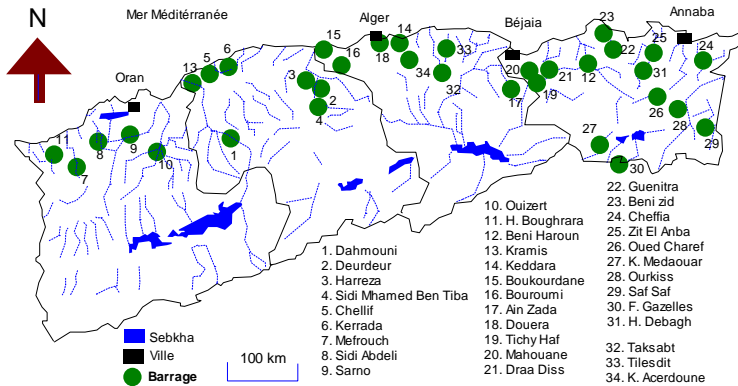 Mer Méditérranée
N
Oran
Alger
Béjaia
Annaba
13
5
6
15
16
18
14
33
34
32
20
17
19
21
12
23
22
25
31
24
3
2
4
1
11
7
8
9
10
26
28
29
27
30
1. Dahmouni
2. Deurdeur
3. Harreza
4. Sidi Mhamed Ben Tiba
5. Chellif
6. Kerrada
7. Mefrouch
8. Sidi Abdeli
9. Sarno
10. Ouizert
11. H. Boughrara
12. Beni Haroun
13. Kramis
14. Keddara
15. Boukourdane
16. Bouroumi
17. Ain Zada
18. Douera
19. Tichy Haf
20. Mahouane
21. Draa Diss
22. Guenitra
23. Beni zid
24. Cheffia
25. Zit El Anba
26. Oued Charef
27. K. Medaouar
28. Ourkiss
29. Saf Saf
30. F. Gazelles
31. H. Debagh
32. Taksabt
33. Tilesdit
34. K. Acerdoune
Sebkha
Ville
Barrage
100 km